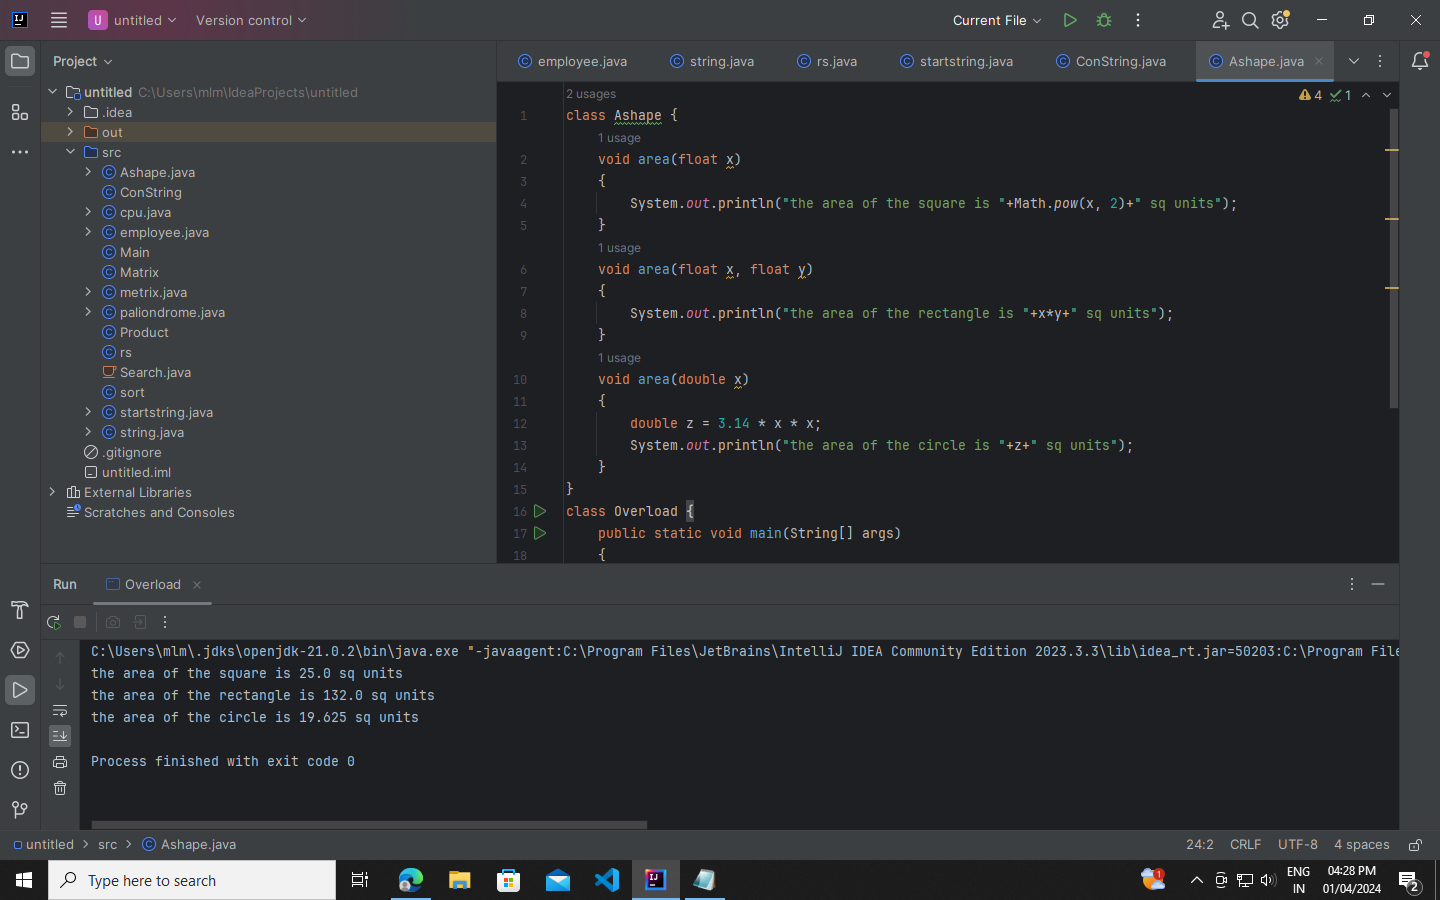 U untitled Version control Current File
Project
employee.java string.java rs.java startstring.java ConString.java Ashape.java
untitled C:\Users\mlm\IdeaProjects\untitled
.idea
out
src
Ashape.java
ConString
cpu.java
employee.java
Main
Matrix
metrix.java
paliondrome.java
Product
rs
Search.java
sort
startstring.java
string.java
.gitignore
untitled.iml
External Libraries
Scratches and Consoles
2 usages
4 1
1 class Ashape {
1 usage
2 void area(float x)
3 {
4 System.out.println("the area of the square is "+Math.pow(x, 2)+" sq units");
5 }
1 usage
6 void area(float x, float y)
7 {
8 System.out.println("the area of the rectangle is "+x*y+" sq units");
9 }
1 usage
10 void area(double x)
11 {
12 double z = 3.14 * x * x;
13 System.out.println("the area of the circle is "+z+" sq units");
14 }
15 }
16 class Overload {
17 public static void main(String[] args)
18 {
Run Overload
C:\Users\mlm\.jdks\openjdk-21.0.2\bin\java.exe "-javaagent:C:\Program Files\JetBrains\IntelliJ IDEA Community Edition 2023.3.3\lib\idea_rt.jar=50203:C:\Program File
the area of the square is 25.0 sq units
the area of the rectangle is 132.0 sq units
the area of the circle is 19.625 sq units
Process finished with exit code 0
untitled > src > Ashape.java 24:2 CRLF UTF-8 4 spaces
Type here to search
1
ENG
IN
04:28 PM
01/04/2024
2